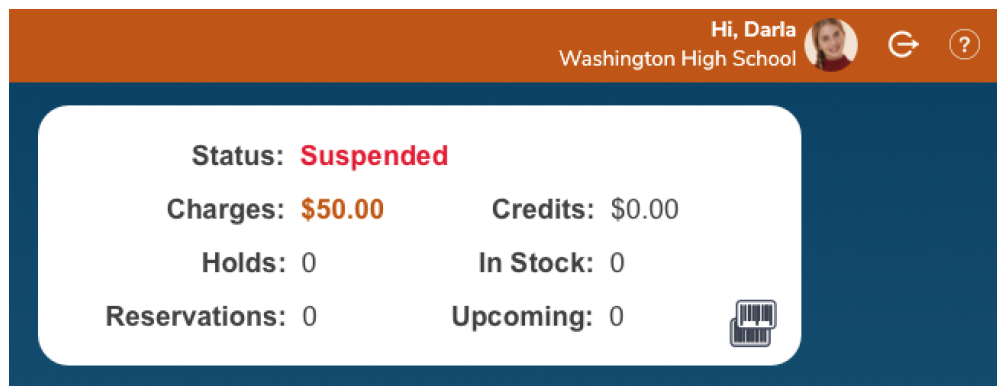 Hi, Darla
Washington High School
?
Status: Suspended
Charges: $50.00 Credits: $0.00
Holds: 0 In Stock: 0
Reservations: 0 Upcoming: 0